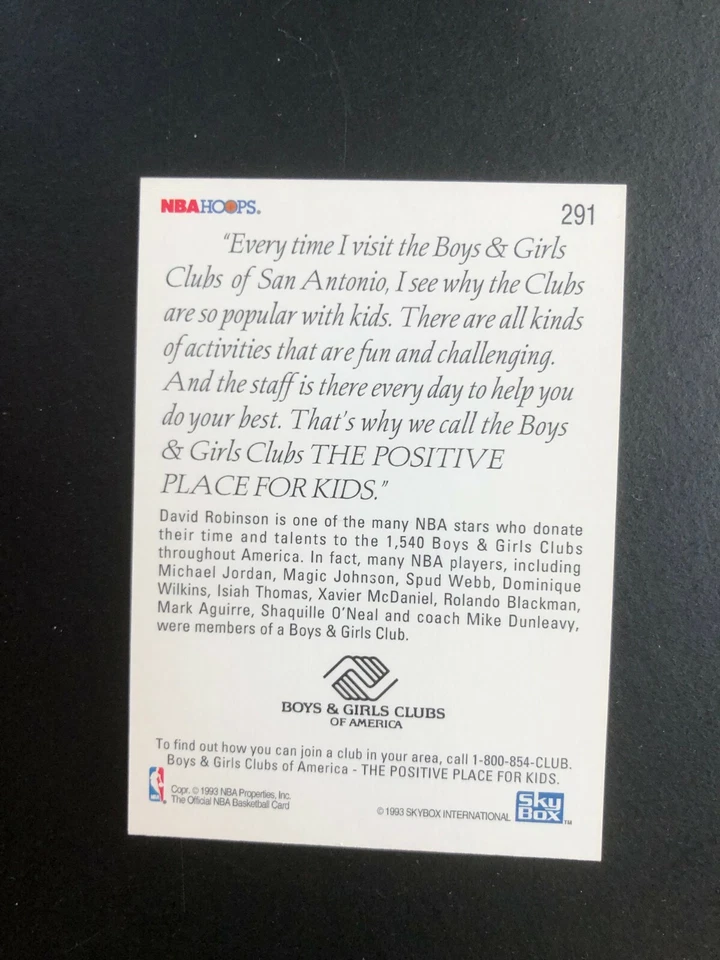 NBA HOOPS®
291
"Every time I visit the Boys & Girls
Clubs of San Antonio, I see why the Clubs
are so popular with kids. There are all kinds
of activities that are fun and challenging.
And the staff is there every day to help you
do your best. That's why we call the Boys
& Girls Clubs THE POSITIVE
PLACE FOR KIDS."
David Robinson is one of the many NBA stars who donate
their time and talents to the 1,540 Boys & Girls Clubs
throughout America. In fact, many NBA players, including
Michael Jordan, Magic Johnson, Spud Webb, Dominique
Wilkins, Isiah Thomas, Xavier McDaniel, Rolando Blackman,
Mark Aguirre, Shaquille O'Neal and coach Mike Dunleavy,
were members of a Boys & Girls Club.
BOYS & GIRLS CLUBS
OF AMERICA
To find out how you can join a club in your area, call 1-800-854-CLUB.
Boys & Girls Clubs of America - THE POSITIVE PLACE FOR KIDS.
NBA
Copr. © 1993 NBA Properties, Inc.
The Official NBA Basketball Card
© 1993 SKYBOX INTERNATIONAL
SKY
BOX™